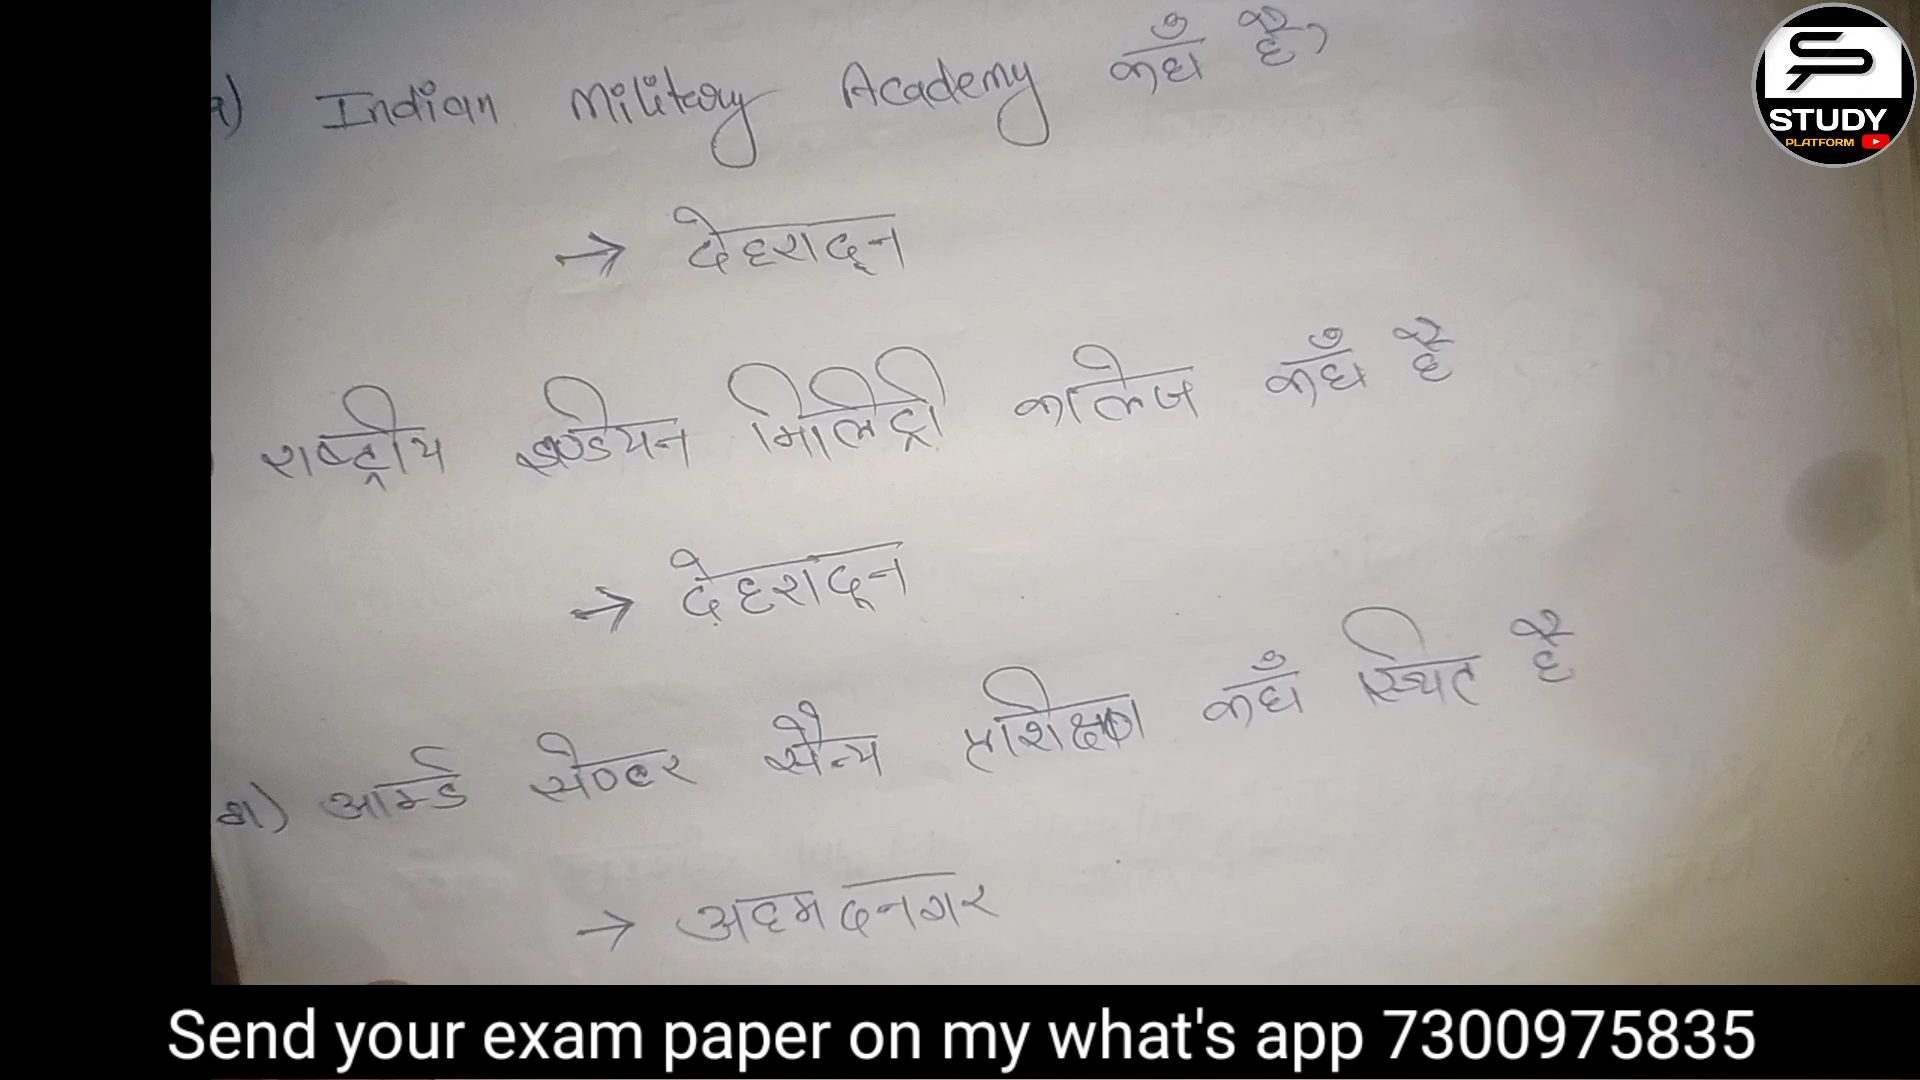 STUDY
PLATFORM
Indian Military Academy कहाँ है,
→ देहरादून
राष्ट्रीय इण्डियन मिलिट्री कालेज कहाँ है
→ देहरादून
आर्म्ड सेण्टर सैन्य प्रशिक्षण कहाँ स्थित है
→ अहमदनगर
Send your exam paper on my what's app 7300975835